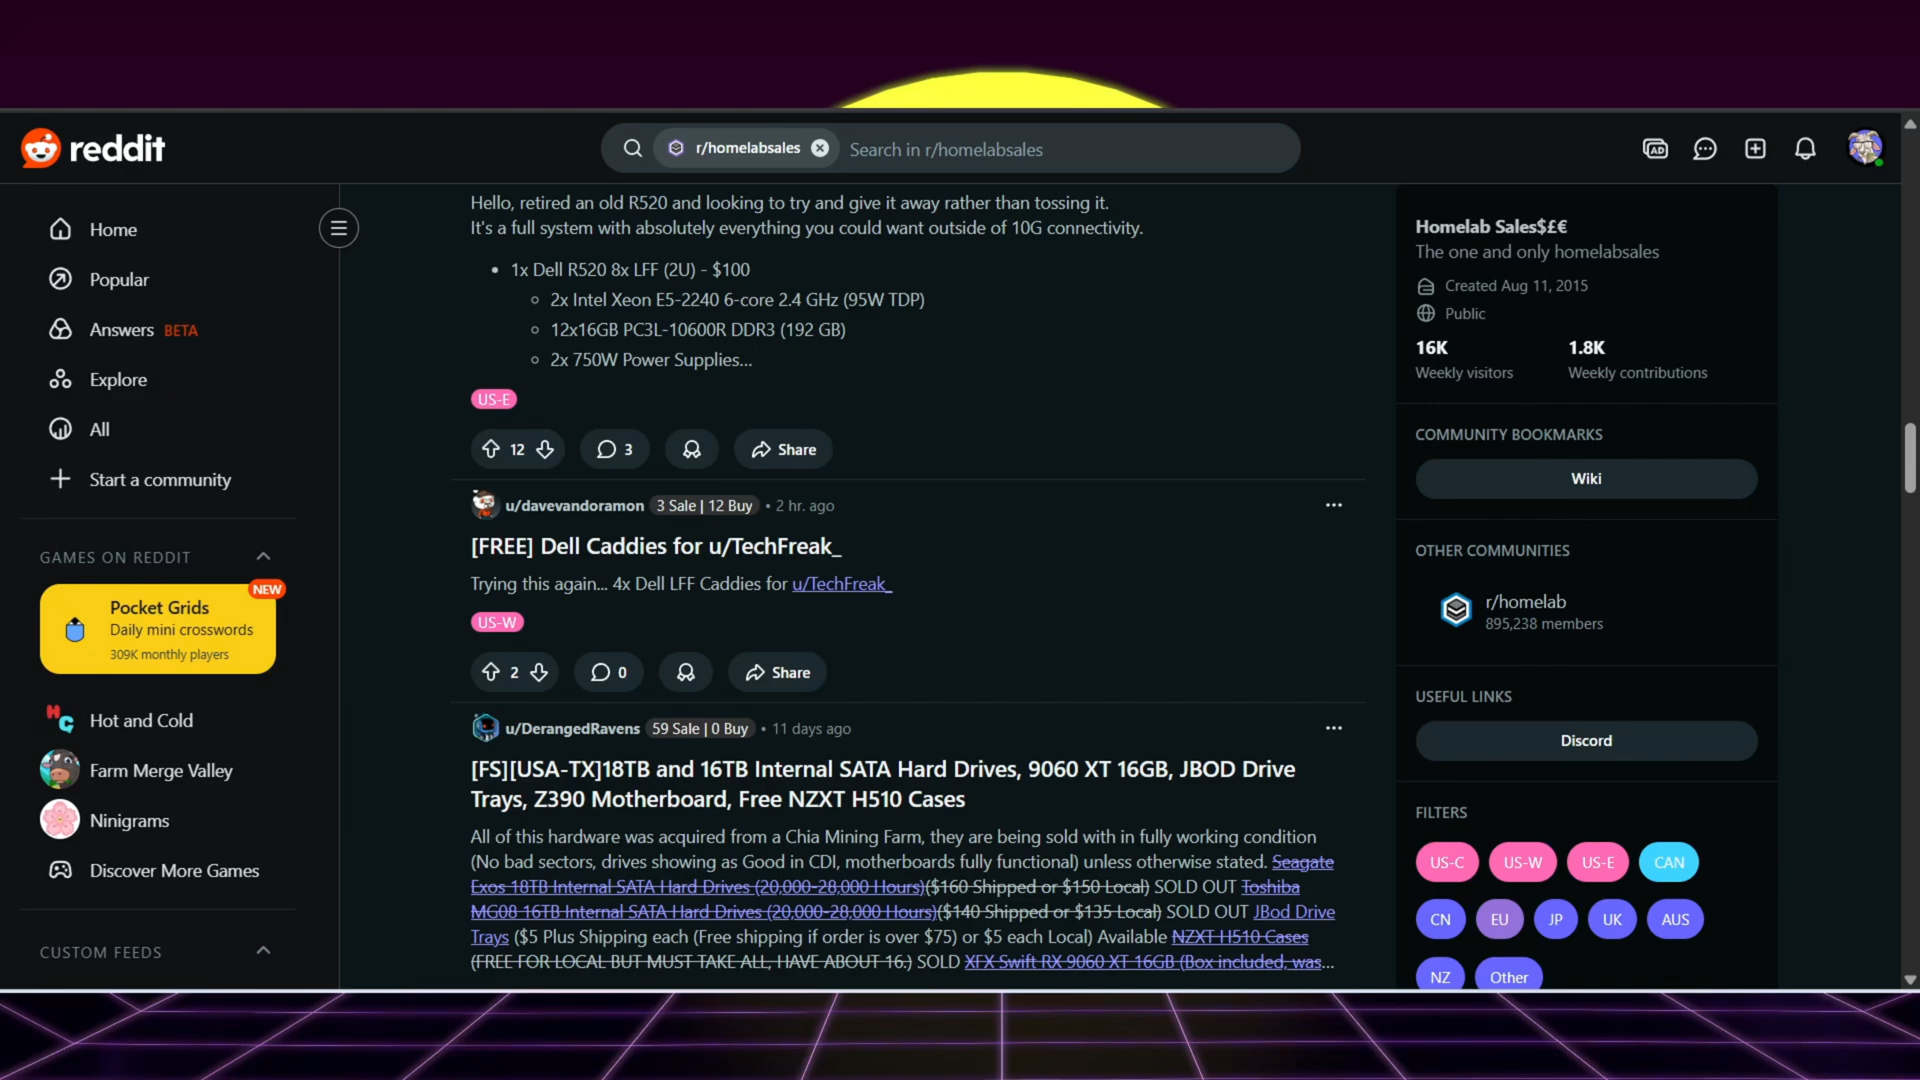 reddit
r/homelabsales
Search in r/homelabsales
AD
Home
Popular
Answers BETA
Explore
All
Start a community
GAMES ON REDDIT
NEW
Pocket Grids
Daily mini crosswords
309K monthly players
Hot and Cold
Farm Merge Valley
Ninigrams
Discover More Games
CUSTOM FEEDS
Hello, retired an old R520 and looking to try and give it away rather than tossing it.
It's a full system with absolutely everything you could want outside of 10G connectivity.
• 1x Dell R520 8x LFF (2U) - $100
◦ 2x Intel Xeon E5-2240 6-core 2.4 GHz (95W TDP)
◦ 12x16GB PC3L-10600R DDR3 (192 GB)
◦ 2x 750W Power Supplies...
US-E
12 3 Share
u/davevandoramon 3 Sale | 12 Buy • 2 hr. ago
[FREE] Dell Caddies for u/TechFreak_
Trying this again... 4x Dell LFF Caddies for u/TechFreak_
US-W
2 0 Share
u/DerangedRavens 59 Sale | 0 Buy • 11 days ago
[FS][USA-TX]18TB and 16TB Internal SATA Hard Drives, 9060 XT 16GB, JBOD Drive
Trays, Z390 Motherboard, Free NZXT H510 Cases
All of this hardware was acquired from a Chia Mining Farm, they are being sold with in fully working condition
(No bad sectors, drives showing as Good in CDI, motherboards fully functional) unless otherwise stated. Seagate
Exos 18TB Internal SATA Hard Drives (20,000-28,000 Hours)($160 Shipped or $150 Local) SOLD OUT Toshiba
MG08 16TB Internal SATA Hard Drives (20,000-28,000 Hours)($140 Shipped or $135 Local) SOLD OUT JBod Drive
Trays ($5 Plus Shipping each (Free shipping if order is over $75) or $5 each Local) Available NZXT H510 Cases
(FREE FOR LOCAL BUT MUST TAKE ALL, HAVE ABOUT 16.) SOLD XFX Swift RX 9060 XT 16GB (Box included, was...
Homelab Sales$£€
The one and only homelabsales
Created Aug 11, 2015
Public
16K 1.8K
Weekly visitors Weekly contributions
COMMUNITY BOOKMARKS
Wiki
OTHER COMMUNITIES
r/homelab
895,238 members
USEFUL LINKS
Discord
FILTERS
US-C US-W US-E CAN
CN EU JP UK AUS
NZ Other